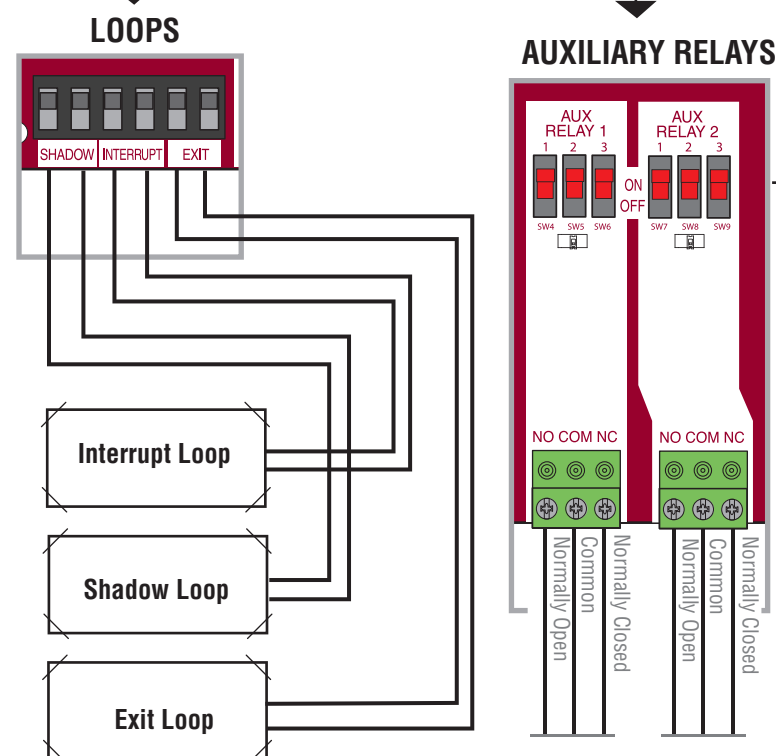 LOOPS
SHADOW INTERRUPT EXIT
Interrupt Loop
Shadow Loop
Exit Loop
AUXILIARY RELAYS
AUX
RELAY 1
1 2 3
ON
OFF
SW4 SW5 SW6
AUX
RELAY 2
1 2 3
SW7 SW8 SW9
NO COM NC
Normally Open
Common
Normally Closed
NO COM NC
Normally Open
Common
Normally Closed